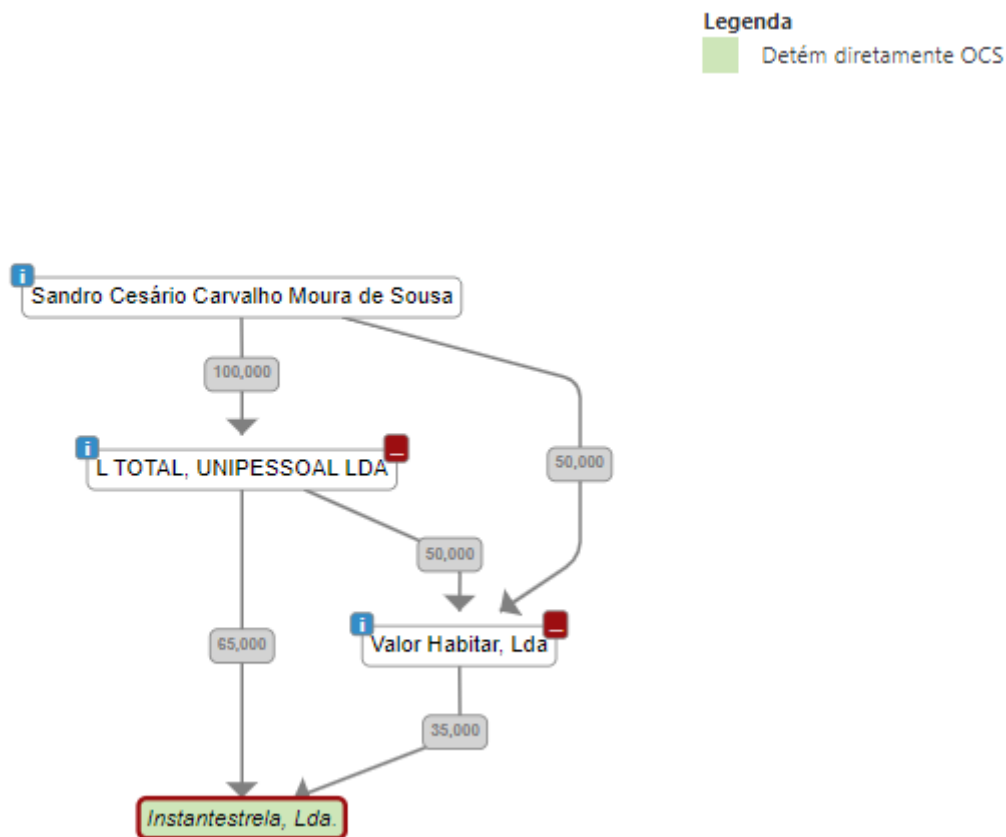 Legenda
Detém diretamente OCS
i
Sandro Cesário Carvalho Moura de Sousa
100,000
i
L TOTAL, UNIPESSOAL LDA
_
50,000
50,000
i
Valor Habitar, Lda
_
65,000
35,000
Instantestrela, Lda.